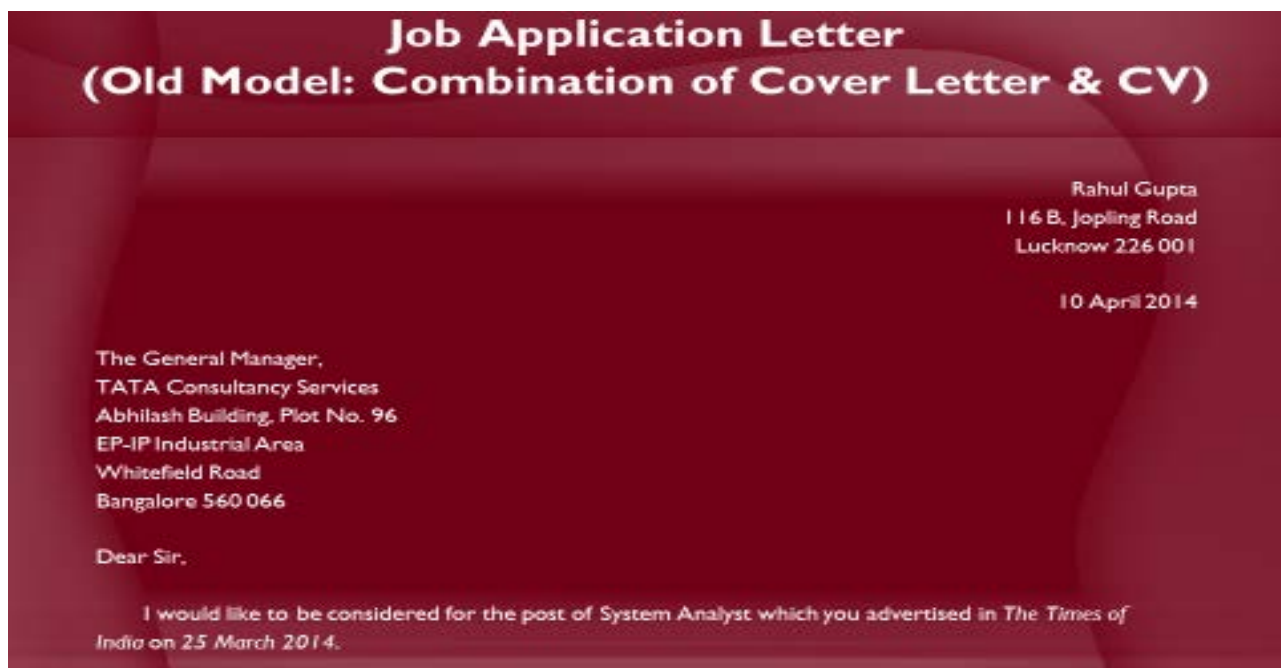 Job Application Letter
(Old Model: Combination of Cover Letter & CV)
Rahul Gupta
116 B, Jopling Road
Lucknow 226 001
10 April 2014
The General Manager,
TATA Consultancy Services
Abhilash Building, Plot No. 96
EP-IP Industrial Area
Whitefield Road
Bangalore 560 066
Dear Sir,
I would like to be considered for the post of System Analyst which you advertised in The Times of
India on 25 March 2014.